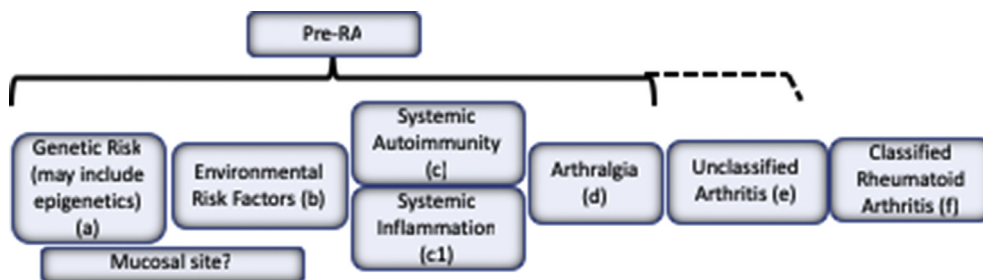 Pre-RA
Genetic Risk
(may include
epigenetics)
(a)
Environmental
Risk Factors (b)
Systemic
Autoimmunity
(c)
Systemic
Inflammation
(c1)
Arthralgia
(d)
Unclassified
Arthritis (e)
Classified
Rheumatoid
Arthritis (f)
Mucosal site?